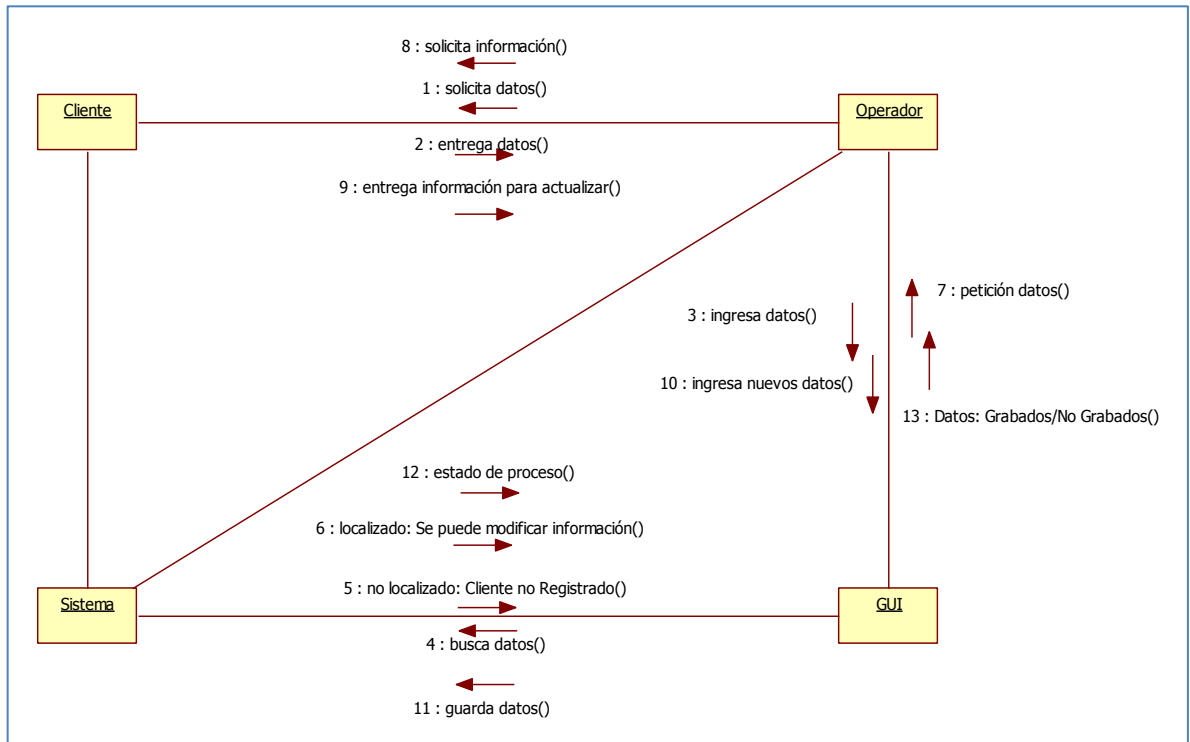 8 : solicita información()
1 : solicita datos()
Cliente
Operador
2 : entrega datos()
9 : entrega información para actualizar()
7 : petición datos()
3 : ingresa datos()
10 : ingresa nuevos datos()
13 : Datos: Grabados/No Grabados()
12 : estado de proceso()
6 : localizado: Se puede modificar información()
5 : no localizado: Cliente no Registrado()
Sistema
GUI
4 : busca datos()
11 : guarda datos()